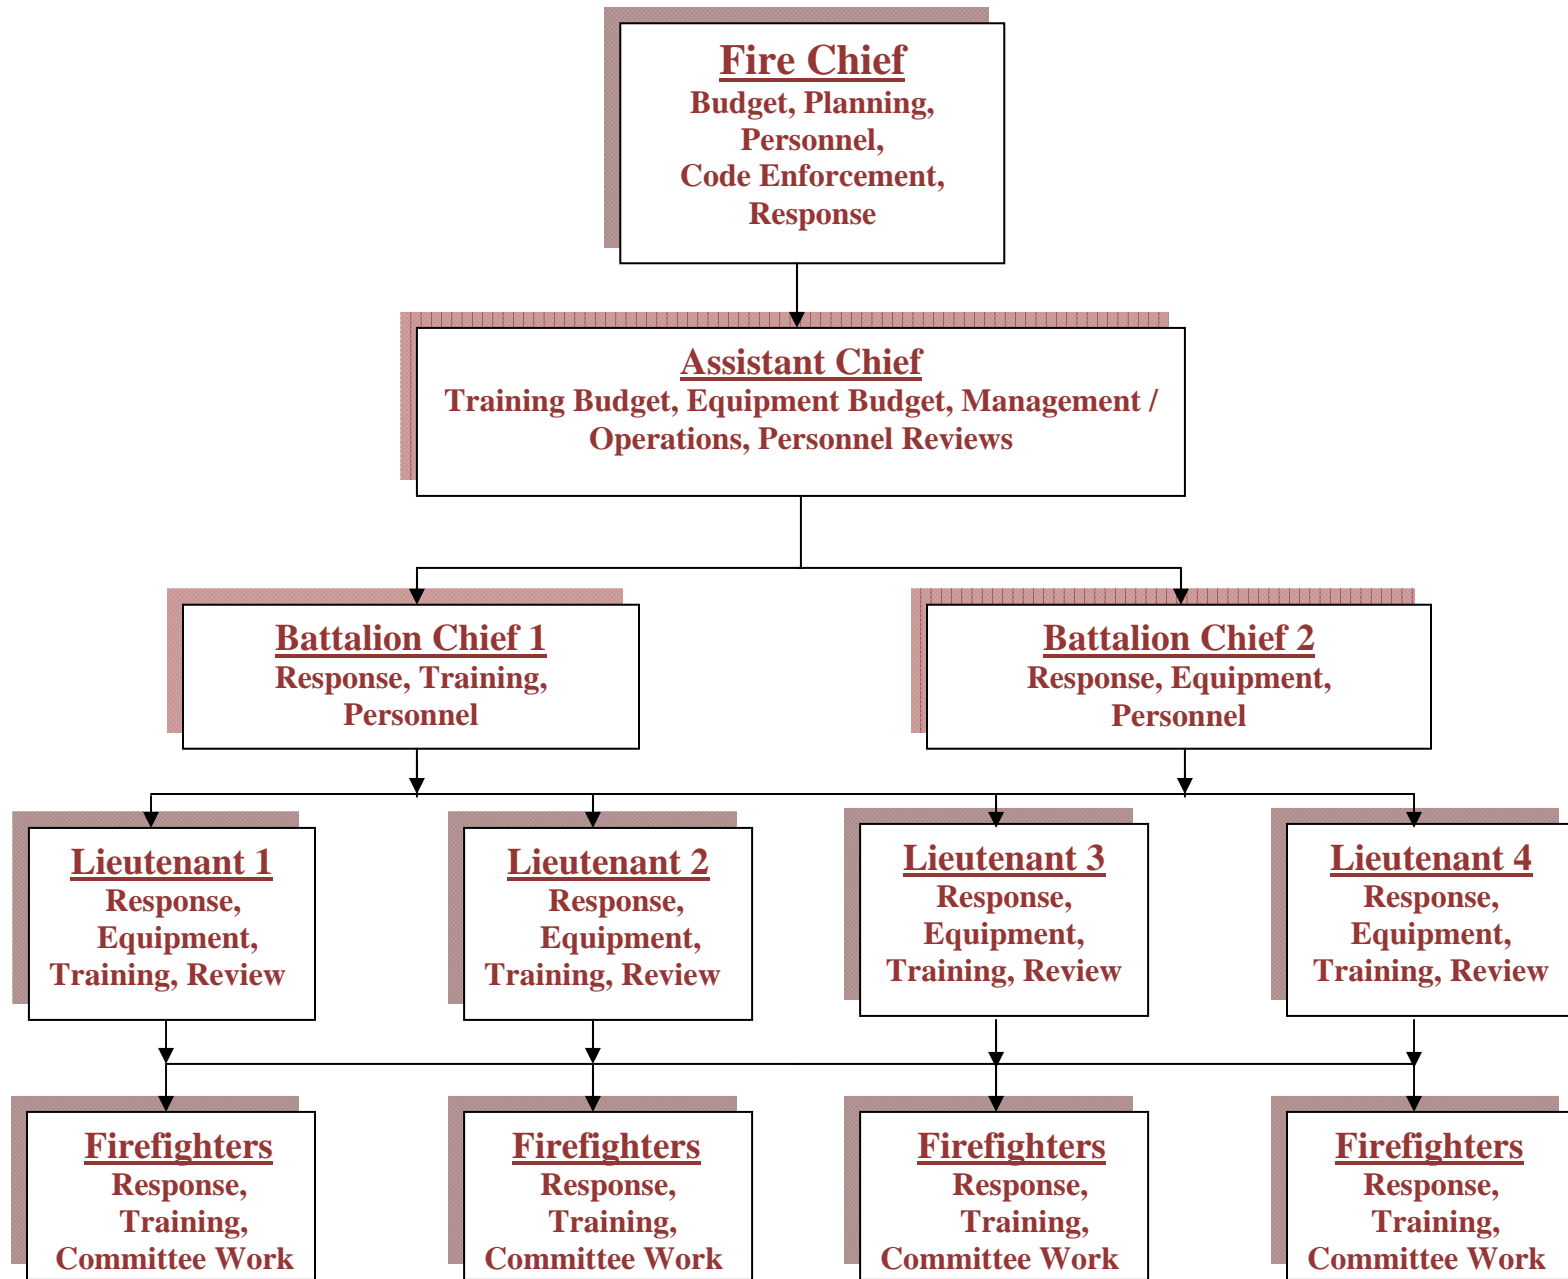 Fire Chief
Budget, Planning,
Personnel,
Code Enforcement,
Response
Assistant Chief
Training Budget, Equipment Budget, Management /
Operations, Personnel Reviews
Battalion Chief 1
Response, Training,
Personnel
Battalion Chief 2
Response, Equipment,
Personnel
Lieutenant 1
Response,
Equipment,
Training, Review
Lieutenant 2
Response,
Equipment,
Training, Review
Lieutenant 3
Response,
Equipment,
Training, Review
Lieutenant 4
Response,
Equipment,
Training, Review
Firefighters
Response,
Training,
Committee Work
Firefighters
Response,
Training,
Committee Work
Firefighters
Response,
Training,
Committee Work
Firefighters
Response,
Training,
Committee Work